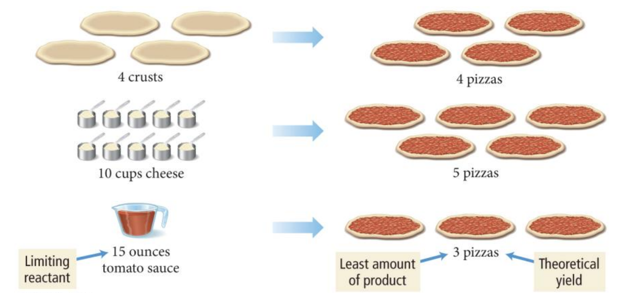 4 crusts
4 pizzas
10 cups cheese
5 pizzas
Limiting
reactant
15 ounces
tomato sauce
Least amount
of product
3 pizzas
Theoretical
yield